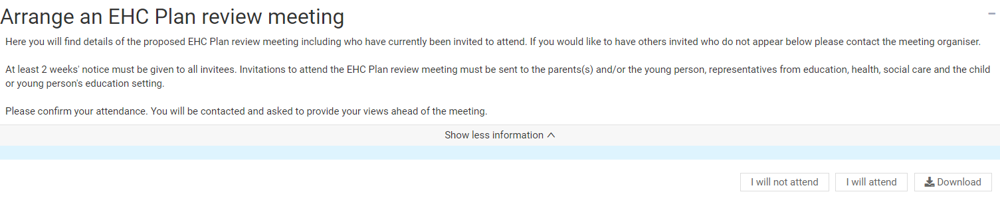 Arrange an EHC Plan review meeting
Here you will find details of the proposed EHC Plan review meeting including who have currently been invited to attend. If you would like to have others invited who do not appear below please contact the meeting organiser.
At least 2 weeks' notice must be given to all invitees. Invitations to attend the EHC Plan review meeting must be sent to the parents(s) and/or the young person, representatives from education, health, social care and the child
or young person's education setting.
Please confirm your attendance. You will be contacted and asked to provide your views ahead of the meeting.
Show less information
I will not attend I will attend Download